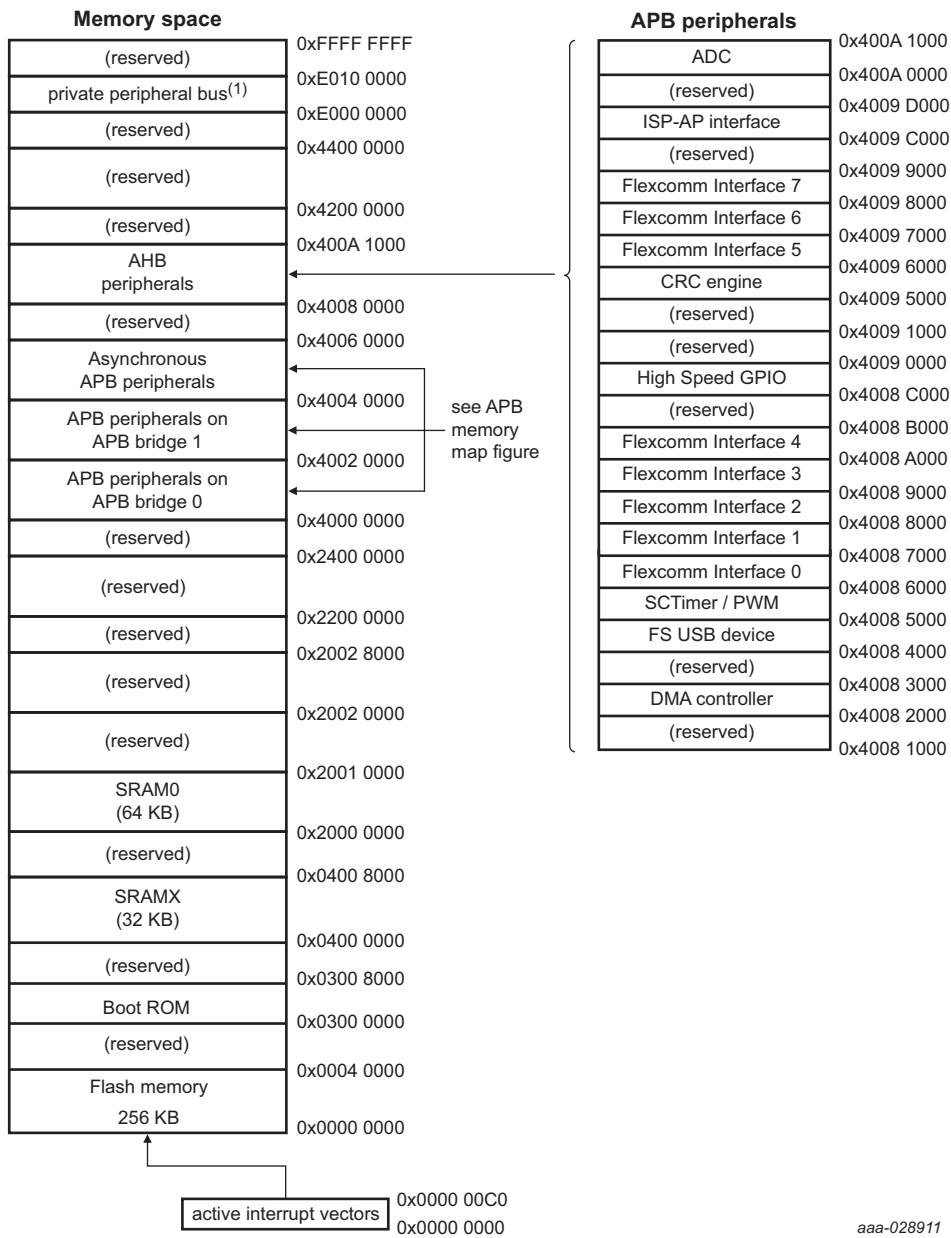 Memory space
(reserved)
0xFFFF FFFF
private peripheral bus(1)
0xE010 0000
(reserved)
0xE000 0000
(reserved)
0x4400 0000
(reserved)
0x4200 0000
AHB
peripherals
0x400A 1000
(reserved)
0x4008 0000
Asynchronous
APB peripherals
0x4006 0000
APB peripherals on
APB bridge 1
0x4004 0000
APB peripherals on
APB bridge 0
0x4002 0000
(reserved)
0x4000 0000
(reserved)
0x2400 0000
(reserved)
0x2200 0000
(reserved)
0x2002 8000
(reserved)
0x2002 0000
SRAM0
(64 KB)
0x2001 0000
(reserved)
0x2000 0000
SRAMX
(32 KB)
0x0400 8000
(reserved)
0x0400 0000
Boot ROM
0x0300 8000
(reserved)
0x0300 0000
Flash memory
256 KB
0x0004 0000
0x0000 0000
active interrupt vectors
0x0000 00C0
0x0000 0000
see APB
memory
map figure
APB peripherals
ADC
0x400A 1000
(reserved)
0x400A 0000
ISP-AP interface
0x4009 D000
(reserved)
0x4009 C000
Flexcomm Interface 7
0x4009 9000
Flexcomm Interface 6
0x4009 8000
Flexcomm Interface 5
0x4009 7000
CRC engine
0x4009 6000
(reserved)
0x4009 5000
(reserved)
0x4009 1000
High Speed GPIO
0x4009 0000
(reserved)
0x4008 C000
Flexcomm Interface 4
0x4008 B000
Flexcomm Interface 3
0x4008 A000
Flexcomm Interface 2
0x4008 9000
Flexcomm Interface 1
0x4008 8000
Flexcomm Interface 0
0x4008 7000
SCTimer / PWM
0x4008 6000
FS USB device
0x4008 5000
(reserved)
0x4008 4000
DMA controller
0x4008 3000
(reserved)
0x4008 2000
0x4008 1000
aaa-028911